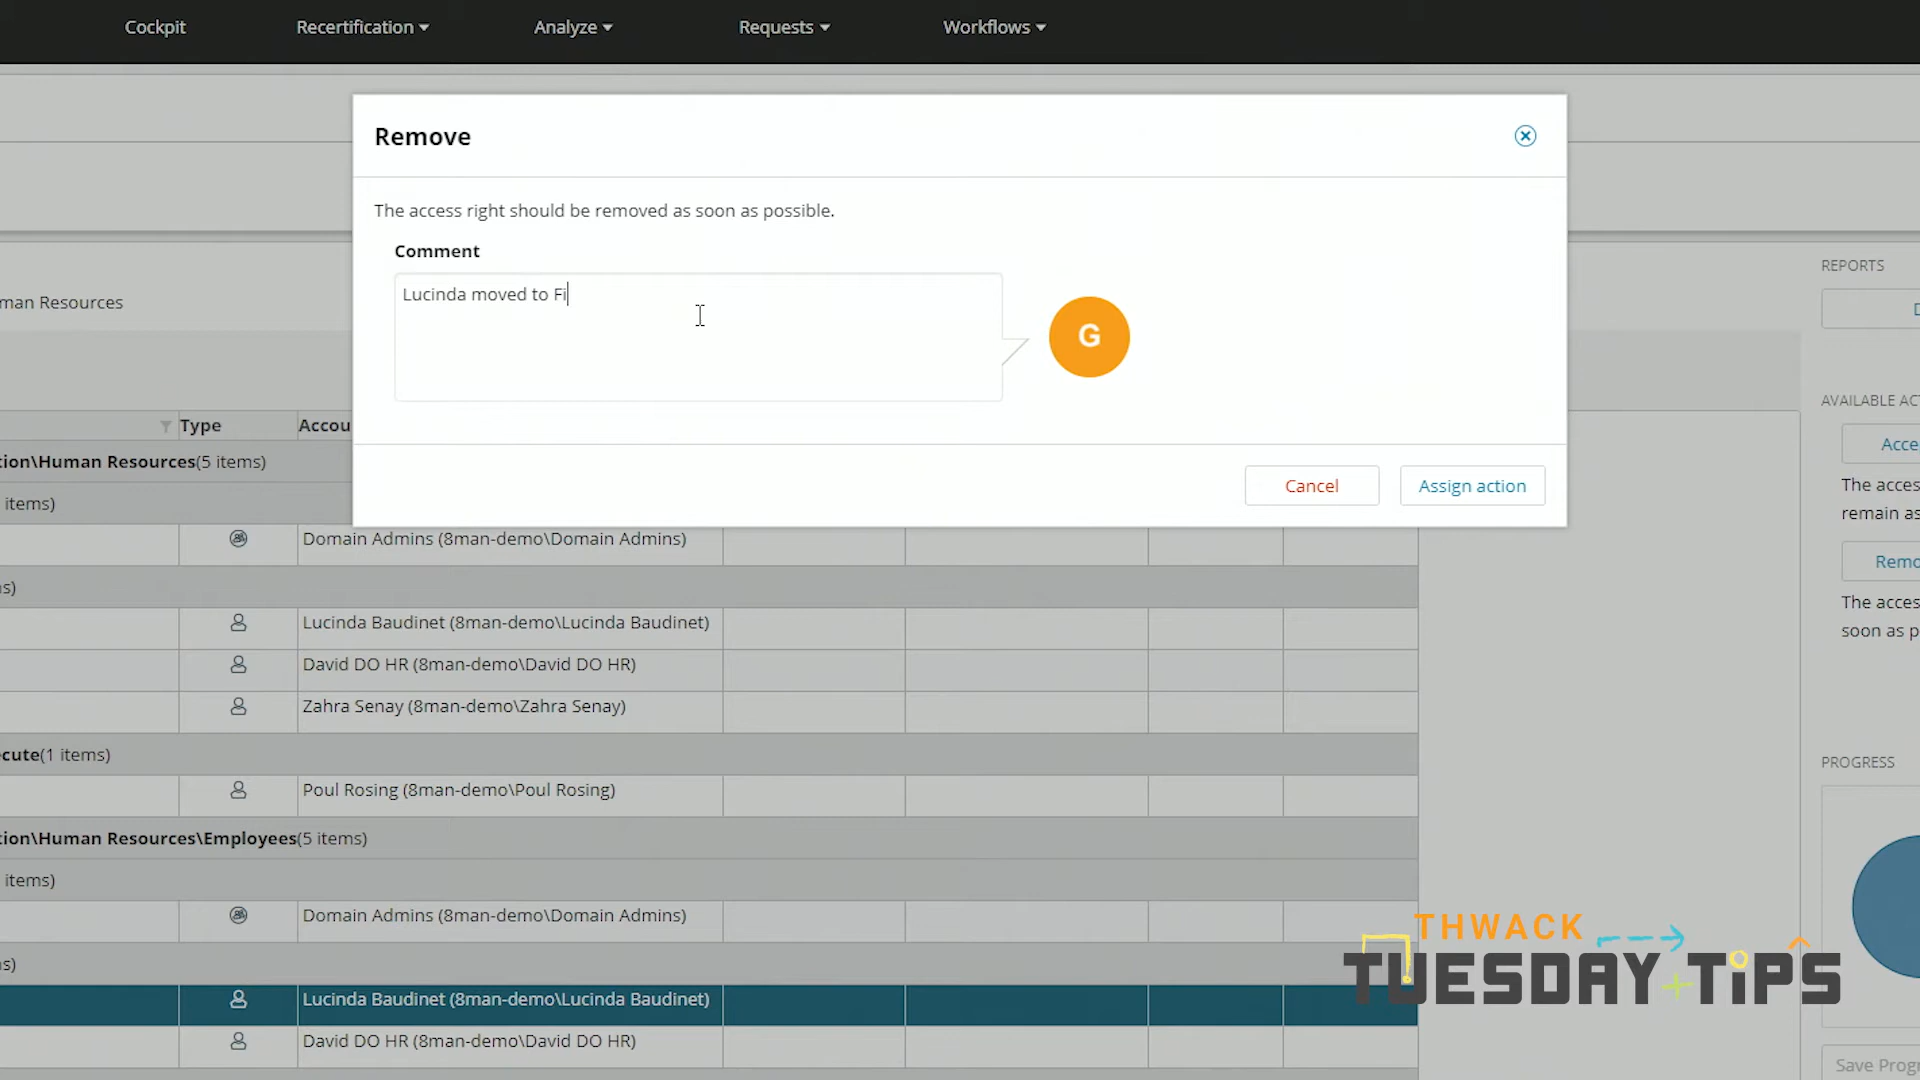 Cockpit
Recertification
Analyze
Requests
Workflows
Remove
The access right should be removed as soon as possible.
Comment
Lucinda moved to Fi
G
Cancel
Assign action
man Resources
REPORTS
D
AVAILABLE ACT
Acce
The acces
remain as
Remo
The acces
soon as p
Type
Accou
tion\Human Resources(5 items)
items)
Domain Admins (8man-demo\Domain Admins)
s)
Lucinda Baudinet (8man-demo\Lucinda Baudinet)
David DO HR (8man-demo\David DO HR)
Zahra Senay (8man-demo\Zahra Senay)
ecute(1 items)
Poul Rosing (8man-demo\Poul Rosing)
tion\Human Resources\Employees(5 items)
items)
Domain Admins (8man-demo\Domain Admins)
s)
Lucinda Baudinet (8man-demo\Lucinda Baudinet)
David DO HR (8man-demo\David DO HR)
PROGRESS
Save Progr
THWACK
TUESDAY+TiPS